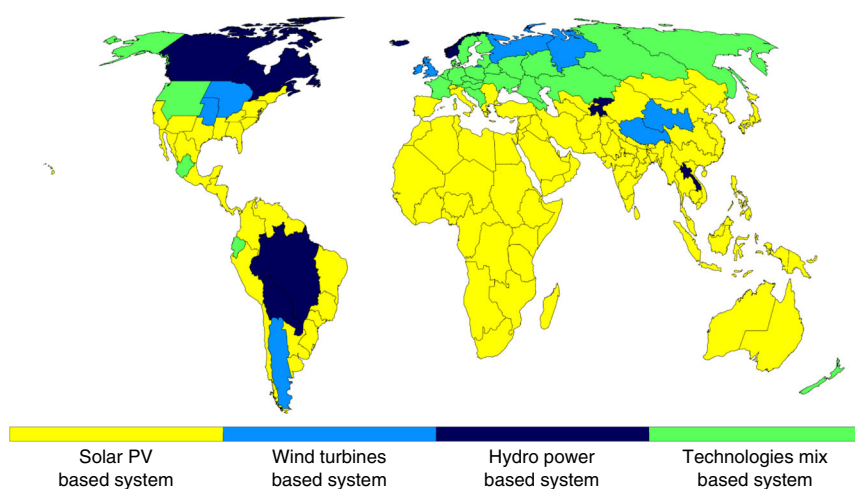 Solar PV
based system
Wind turbines
based system
Hydro power
based system
Technologies mix
based system